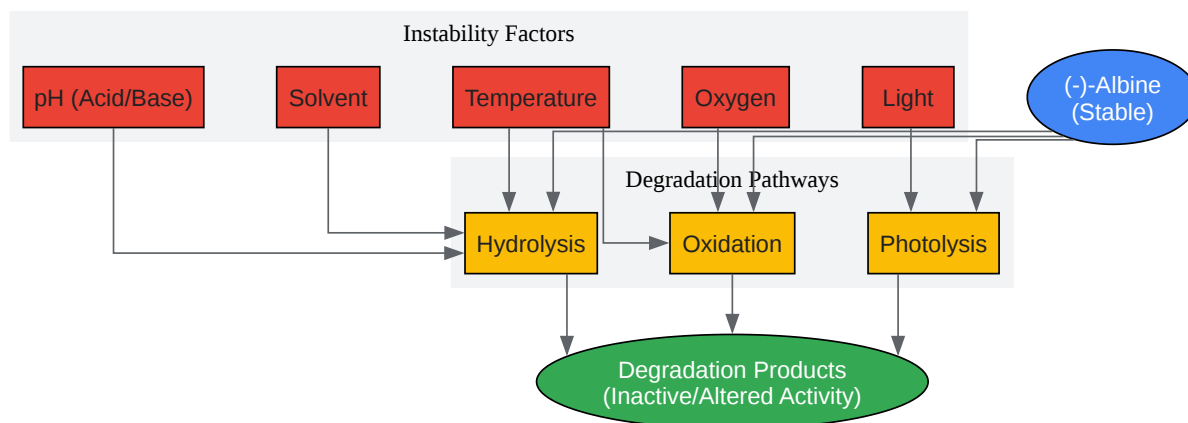 Instability Factors
pH (Acid/Base)
Solvent
Temperature
Oxygen
Light
(-)-Albine
(Stable)
Degradation Pathways
Hydrolysis
Oxidation
Photolysis
Degradation Products
(Inactive/Altered Activity)